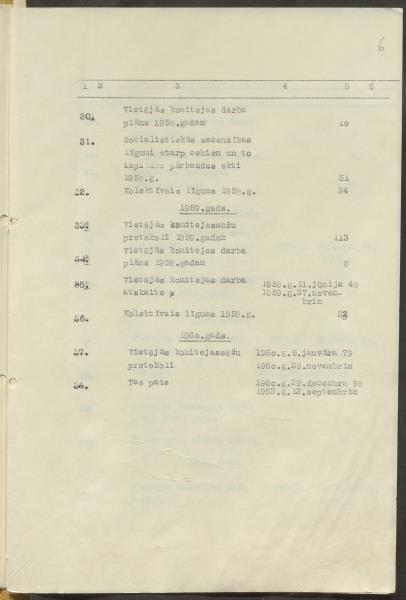 6
1 2 3 4 5 6
30. Vietējās komitejas darba
plāns 1958.gadam 10
31. Socialistiskās sacensības
līgumi starp cehiem un to
izpildes pārbaudes akti
1958.g. 51
32. Kolektīvais līgums 1958.g. 24
1959.gads.
33. Vietējās komitejassēžu
protokoli 1959.gadam 113
34. Vietējās komitejas darba
plāns 1959.gadam 8
35. Vietējās komitejas darba 1959.g.11.jūnija 48
atskaite 1959.g.27.novem-
brim
36. Kolektīvais līgums 1959.g.
1960.gads.
37. Vietējās komitejassēžu 1960.g.5.janvāra 79
protokoli 1960.g.29.novembrim
38. Tas pats 1960.g.29.decembra 98
1962.g.12.septembrim